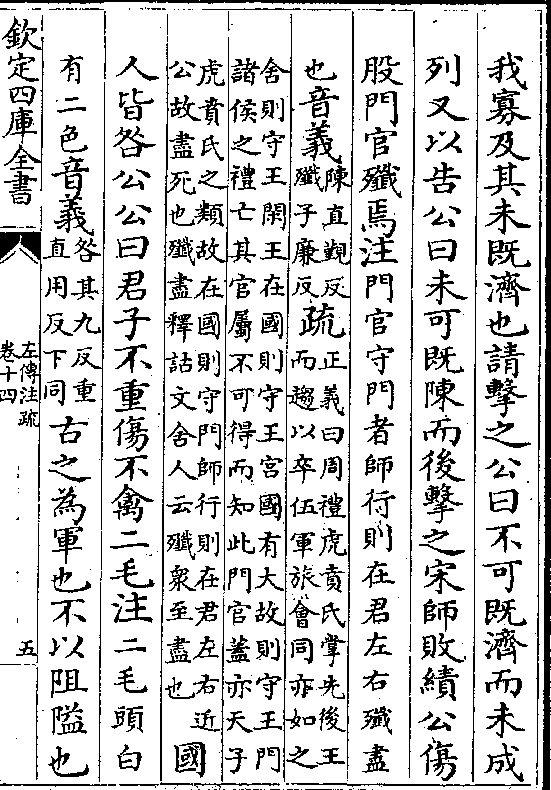 我寡及其未既濟也請擊之公曰不可既濟而未成
列又以告公曰未可既陳而後擊之宋師敗績公傷
股門官殲焉注門官守門者師行則在君左右殲盡
也音義陳直觀反
殲子廉反疏正義曰周禮虎賁氏掌先後王
而趨以卒伍軍旅會同亦如之
舍則守王閑王在國則守王宮國有大故則守王門
諸侯之禮亡其官屬不可得而知此門官蓋亦天子
虎賁氏之類故在國則守門師行則在君左右近
公故盡死也殲盡釋詁文舍人云殲衆至盡也國
人皆咎公公曰君子不重傷不禽二毛注二毛頭白
有二色音義咎其九反重
直用反下同古之為軍也不以阻隘也
欽定四庫全書
左傳注疏
卷十四
五